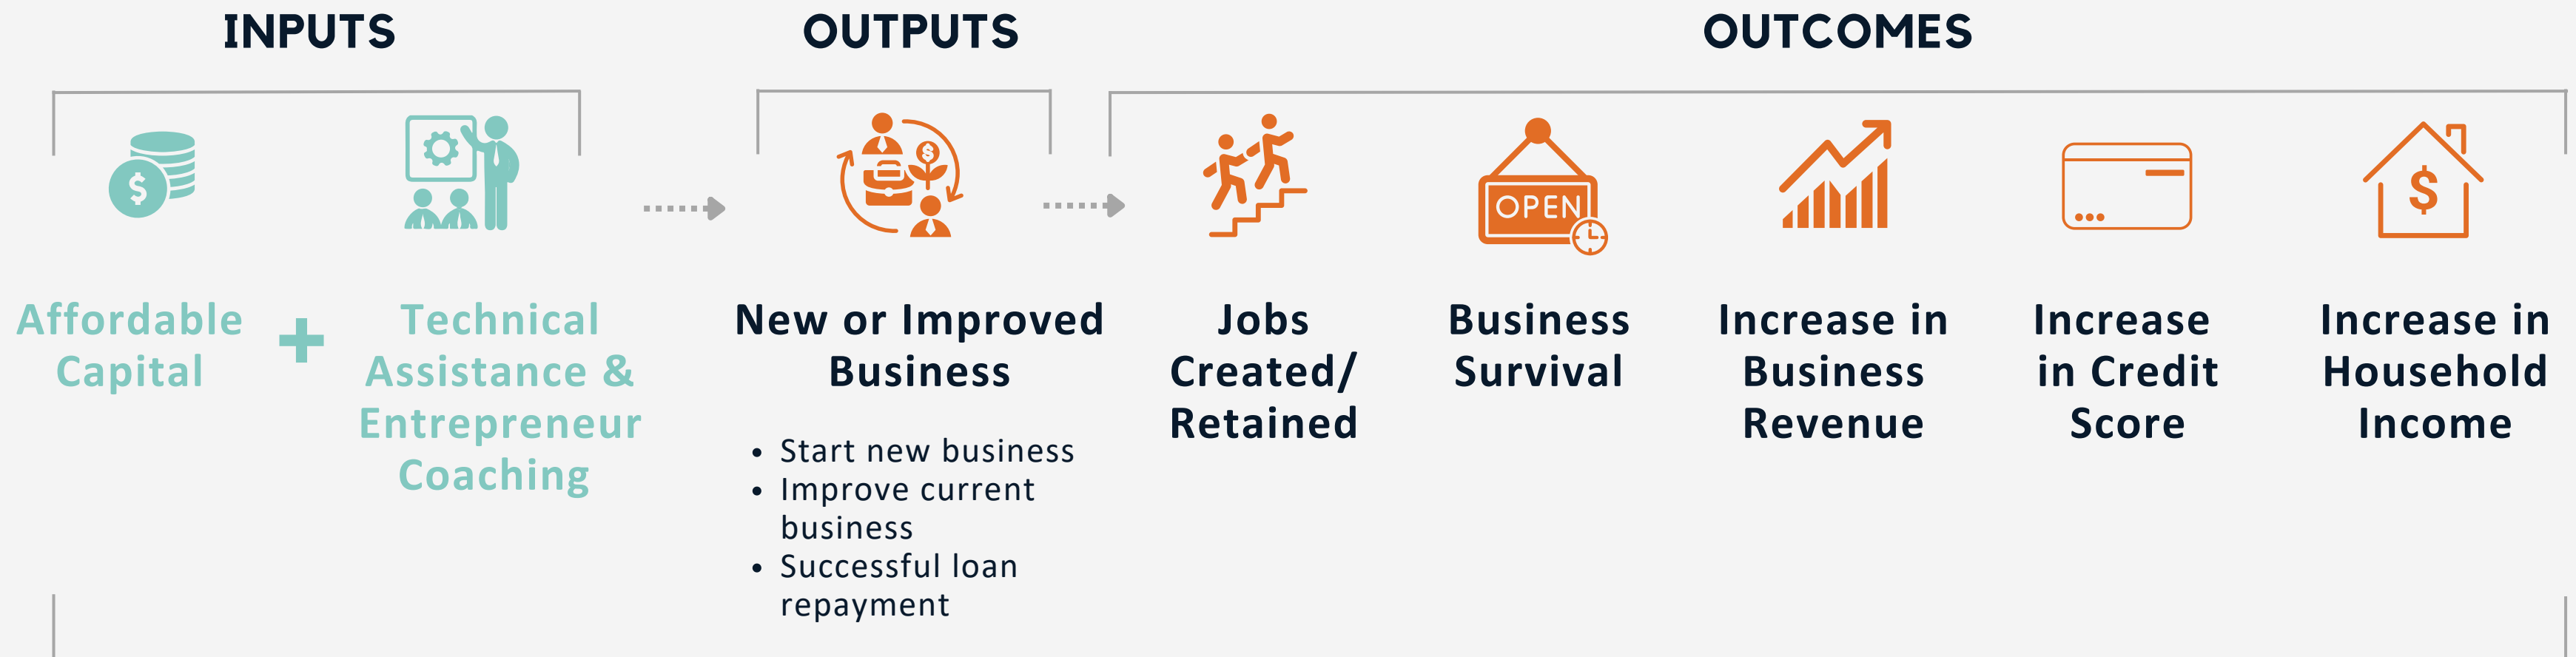 INPUTS
OUTPUTS
OUTCOMES
Affordable
Capital
+
Technical
Assistance &
Entrepreneur
Coaching
New or Improved
Business
• Start new business
• Improve current
business
• Successful loan
repayment
Jobs
Created/
Retained
OPEN
Business
Survival
Increase in
Business
Revenue
Increase
in Credit
Score
$
Increase in
Household
Income